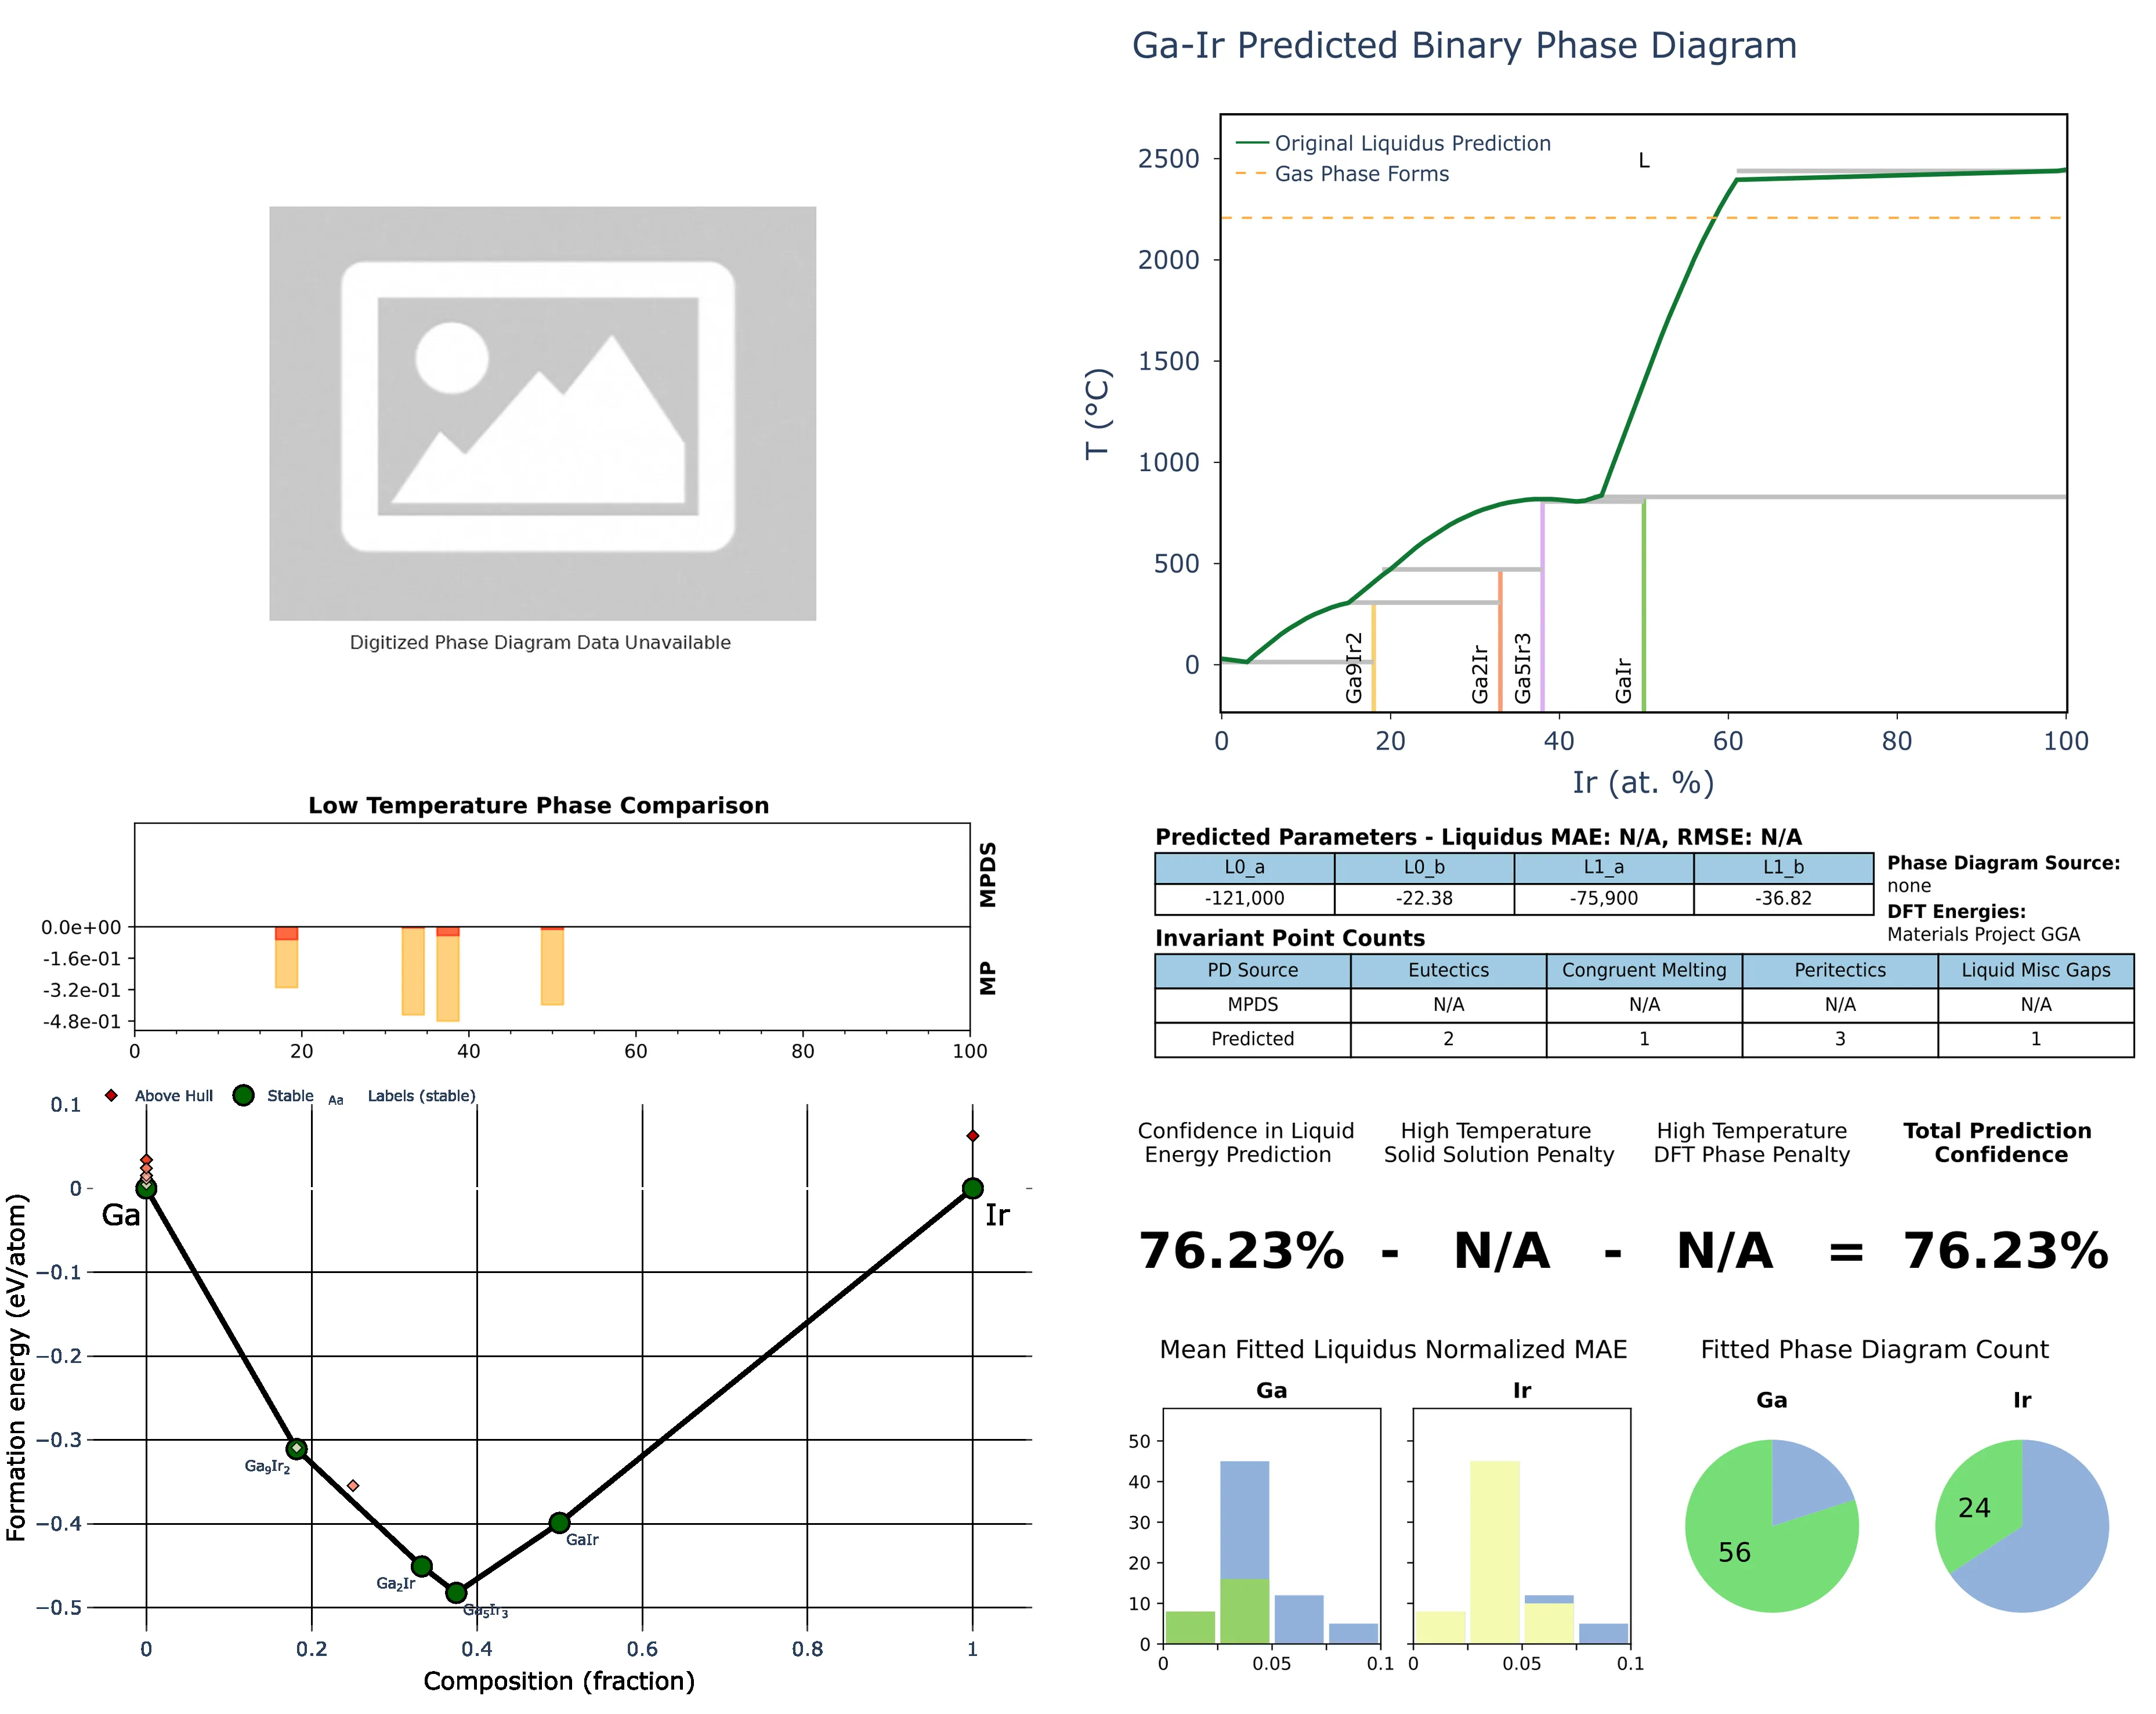 Ga-Ir Predicted Binary Phase Diagram
Original Liquidus Prediction
Gas Phase Forms
L
2500
2000
1500
1000
500
0
T (°C)
Ga9Ir2
Ga2Ir
Ga5Ir3
GaIr
0 20 40 60 80 100
Ir (at. %)
Digitized Phase Diagram Data Unavailable
Low Temperature Phase Comparison
MPDS
MP
0.0e+00
-1.6e-01
-3.2e-01
-4.8e-01
0 20 40 60 80 100
Predicted Parameters - Liquidus MAE: N/A, RMSE: N/A
L0_a L0_b L1_a L1_b
-121,000 -22.38 -75,900 -36.82
Phase Diagram Source:
none
DFT Energies:
Materials Project GGA
Invariant Point Counts
PD Source Eutectics Congruent Melting Peritectics Liquid Misc Gaps
MPDS N/A N/A N/A N/A
Predicted 2 1 3 1
Above Hull Stable Aa Labels (stable)
0.1
0
−0.1
−0.2
−0.3
−0.4
−0.5
Formation energy (eV/atom)
Ga
Ir
Ga₉Ir₂
Ga₂Ir
Ga₅Ir₃
GaIr
0 0.2 0.4 0.6 0.8 1
Composition (fraction)
Confidence in Liquid
Energy Prediction
High Temperature
Solid Solution Penalty
High Temperature
DFT Phase Penalty
Total Prediction
Confidence
76.23% - N/A - N/A = 76.23%
Mean Fitted Liquidus Normalized MAE
Ga
Ir
50
40
30
20
10
0
0 0.05 0.1
0 0.05 0.1
Fitted Phase Diagram Count
Ga
Ir
56
24